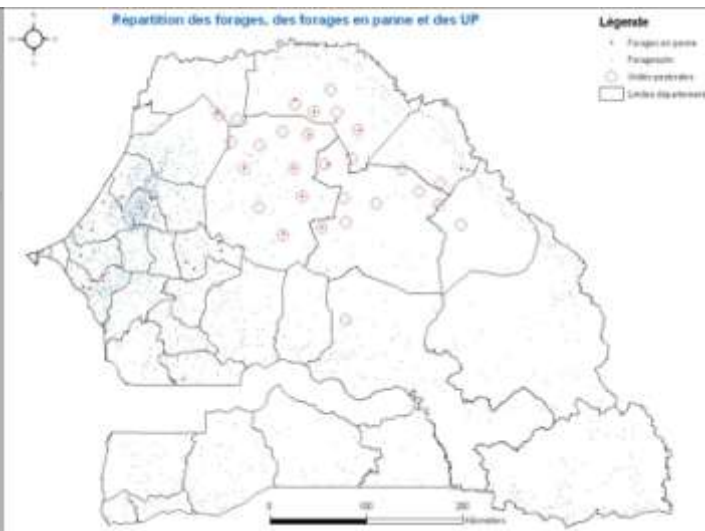 Répartition des forages, des forages en panne et des UP
Légende
Forages en panne
Forages
Unités pastorales
Limites département
0 100 200
Kilomètres